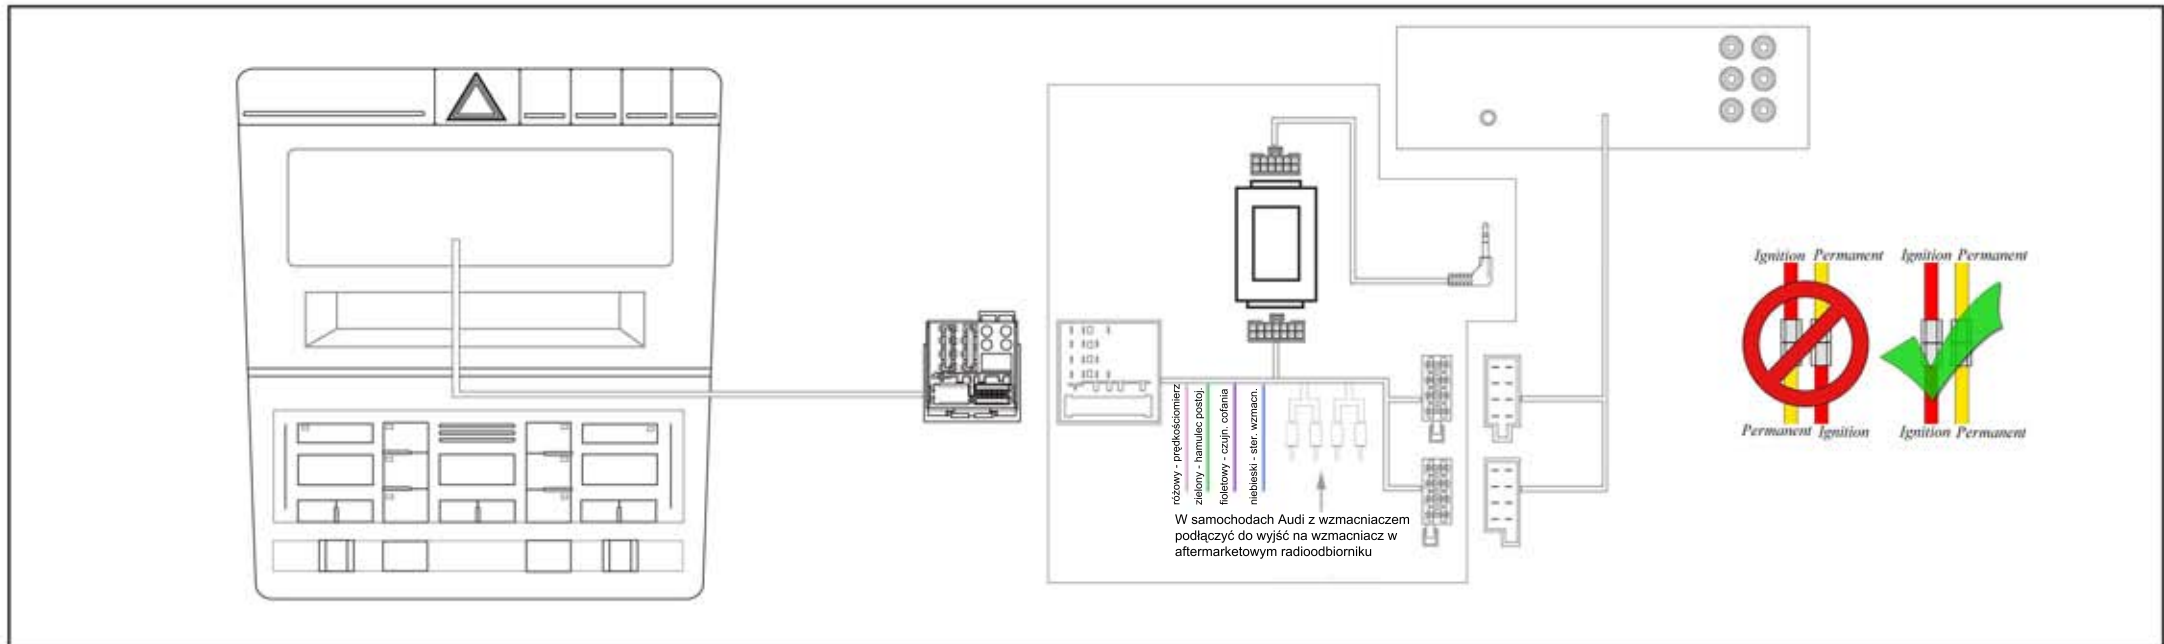 różowy - prędkościomierz
zielony - hamulec postoj.
fioletowy - czujn. cofania
niebieski - ster. wzmacn.
W samochodach Audi z wzmacniaczem
podłączyć do wyjść na wzmacniacz w
aftermarketowym radioodbiorniku
Ignition Permanent
Permanent Ignition
Ignition Permanent
Ignition Permanent